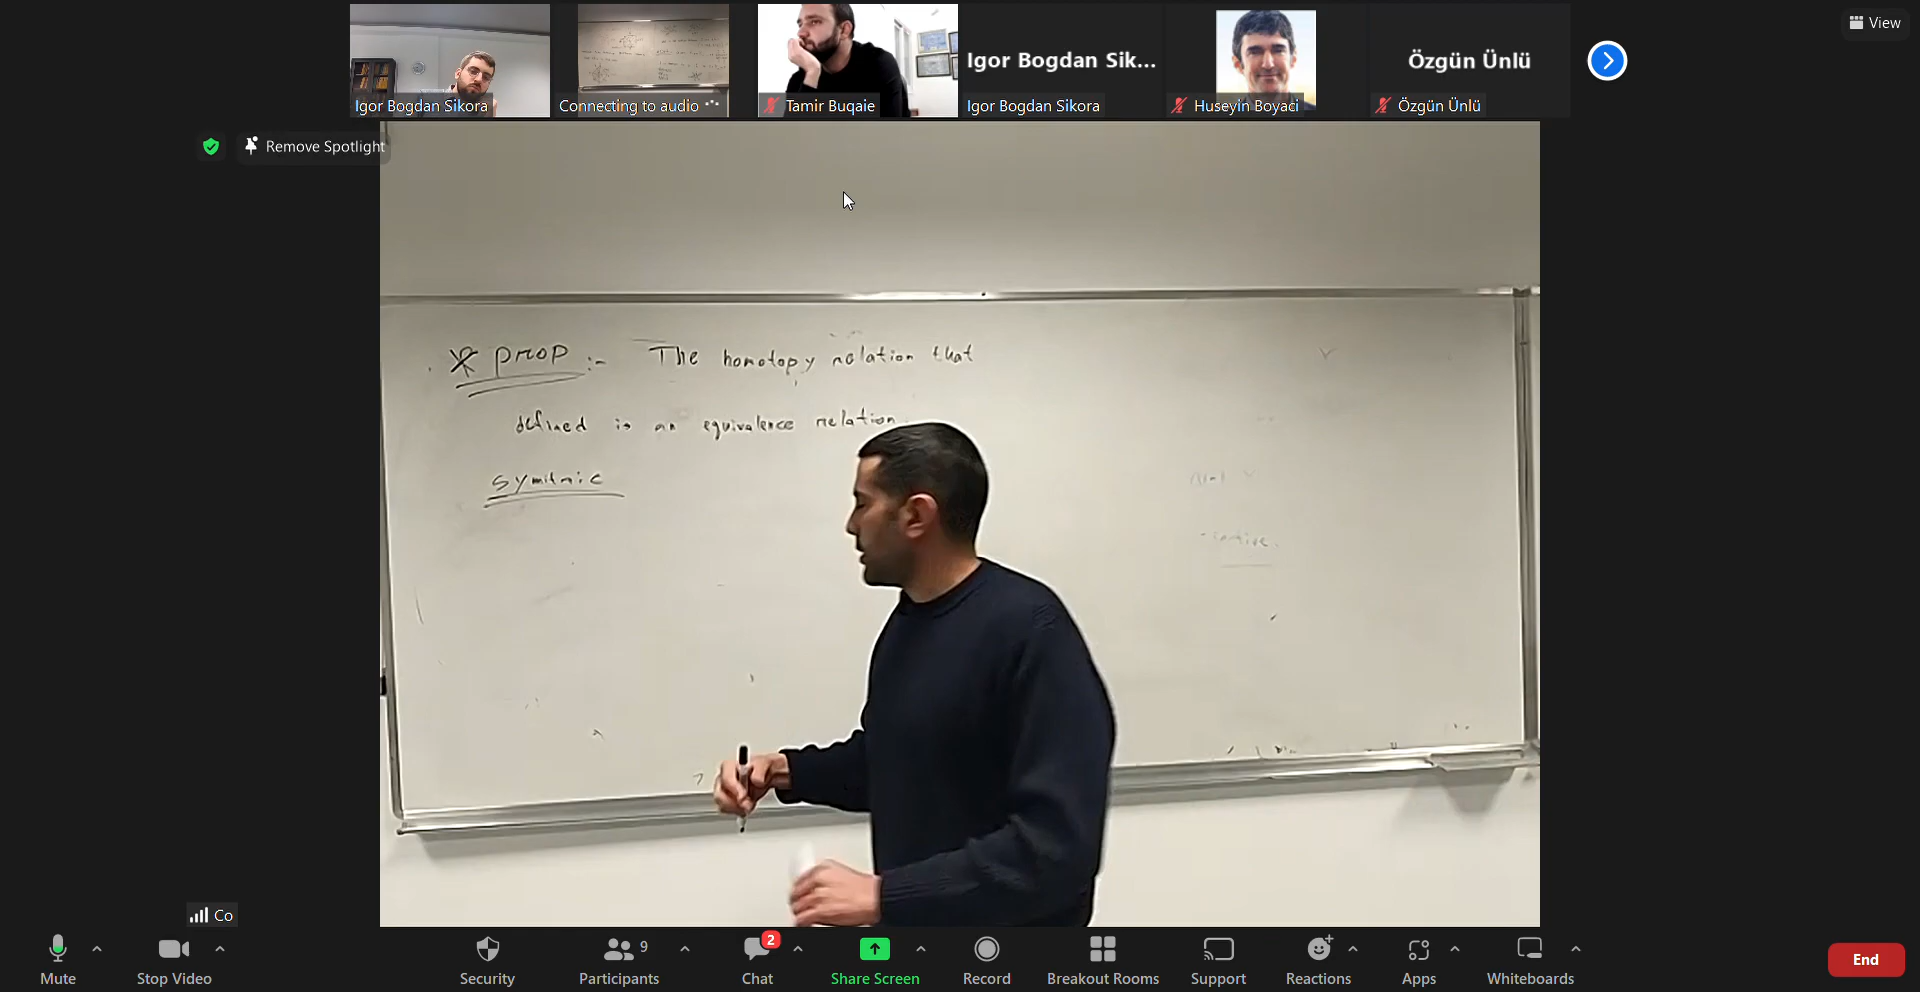 View
Igor Bogdan Sikora
Connecting to audio
Tamir Buqaie
Igor Bogdan Sik...
Igor Bogdan Sikora
Huseyin Boyaci
Özgün Ünlü
Özgün Ünlü
Remove Spotlight
* prop :- The homotopy relation that
defined is an equivalence relation.
symitric
Co
Mute
Stop Video
Security
9
Participants
2
Chat
Share Screen
Record
Breakout Rooms
Support
Reactions
Apps
Whiteboards
End